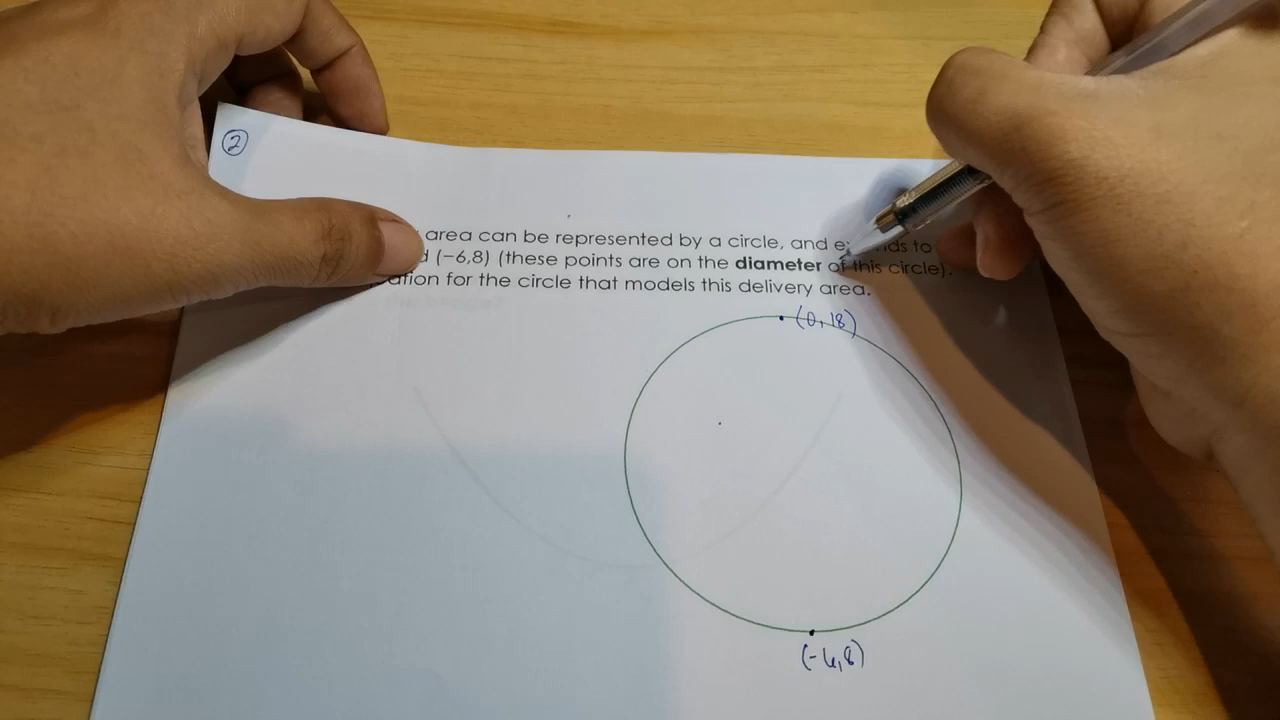 2
area can be represented by a circle, and to
(−6,8) (these points are on the diameter of this circle).
for the circle that models this delivery area.
(0,18)
(-6,8)